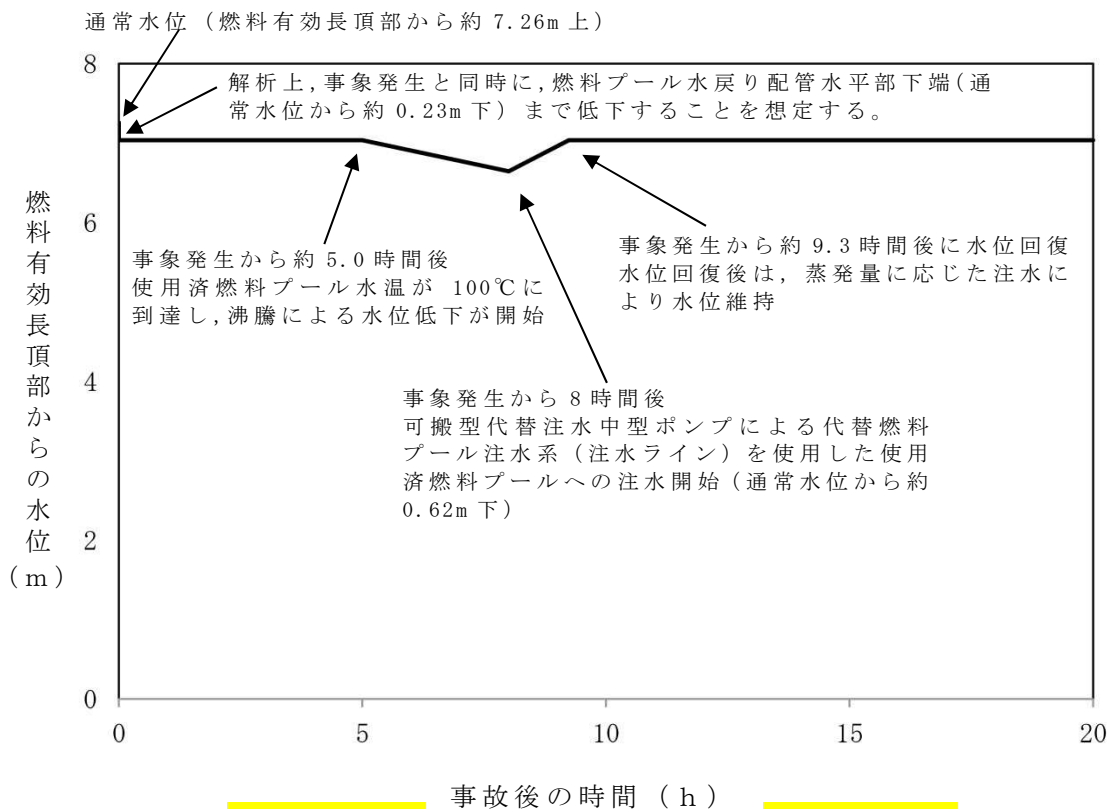 通常水位（燃料有効長頂部から約 7.26m 上）
8
解析上,事象発生と同時に,燃料プール水戻り配管水平部下端(通
常水位から約 0.23m 下）まで低下することを想定する。
燃料有効長頂部からの水位（m）
6
事象発生から約 5.0 時間後
使用済燃料プール水温が 100℃に
到達し,沸騰による水位低下が開始
事象発生から約 9.3 時間後に水位回復
水位回復後は，蒸発量に応じた注水に
より水位維持
4
事象発生から 8 時間後
可搬型代替注水中型ポンプによる代替燃料
プール注水系（注水ライン）を使用した使用
済燃料プールへの注水開始（通常水位から約
0.62m 下）
2
0
0 5 10 15 20
事故後の時間（h）